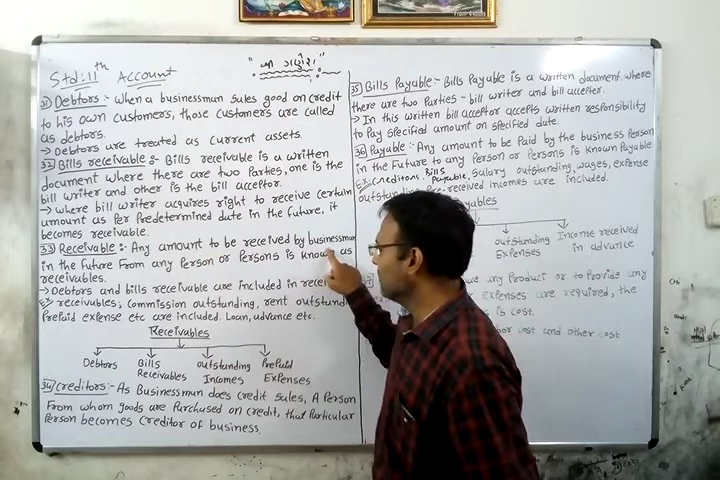 Std:11th Account
"શ્રી ગણેશ"
31) Debtors:- When a businessman sales good on credit
to his own customers, those customers are called
as debtors.
→ Debtors are treated as current assets.
32) Bills receivable:- Bills receivable is a written
document where there are two Parties, one is the
bill writer and other is the bill acceptor.
→ where bill writer acquires right to receive certain
amount as Per Predetermined date in the future, it
becomes receivable.
33) Receivable:- Any amount to be received by businessman
in the future From any Person or Persons is known as
receivables.
→ Debtors and bills receivable are included in
Ex receivables; commission outstanding, rent
Prepaid expense etc are included. Loan, advance etc.
Receivables
Debtors
Bills Receivables
outstanding Incomes
PrePaid Expenses
34) Creditors:- As Businessman does credit sales, A Person
From whom goods are Purchased on credit, that Particular
Person becomes Creditor of business.
35) Bills Payable:- Bills Payable is a written document where
there are two Parties- bill writer and bill accepter.
→ In this written bill acceptor accepts written responsibility
to Pay specified amount on specified date.
36) Payable:- Any amount to be Paid by the business Person
in the Future to any Person or Persons is known Payable
Ex creditors, Bills Payable, Salary outstanding, wages, expense
outstanding, Pre-received incomes are included.
outstanding Expenses
Income received in advance
any Product or to Provide any
expenses are required, the
is cost.
cost and other cost